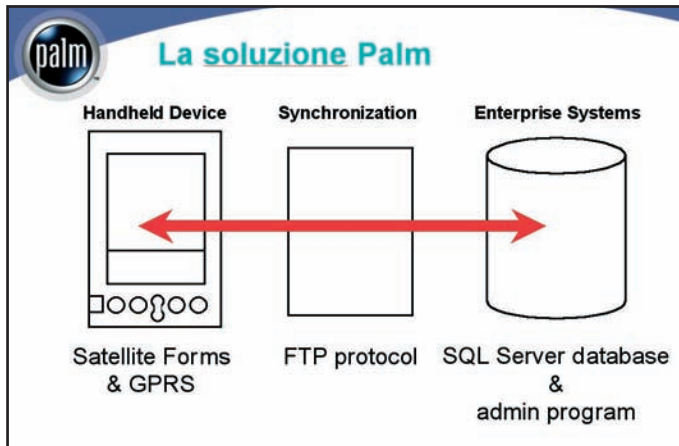 palm
La soluzione Palm
Handheld Device
Synchronization
Enterprise Systems
Satellite Forms
& GPRS
FTP protocol
SQL Server database
&
admin program